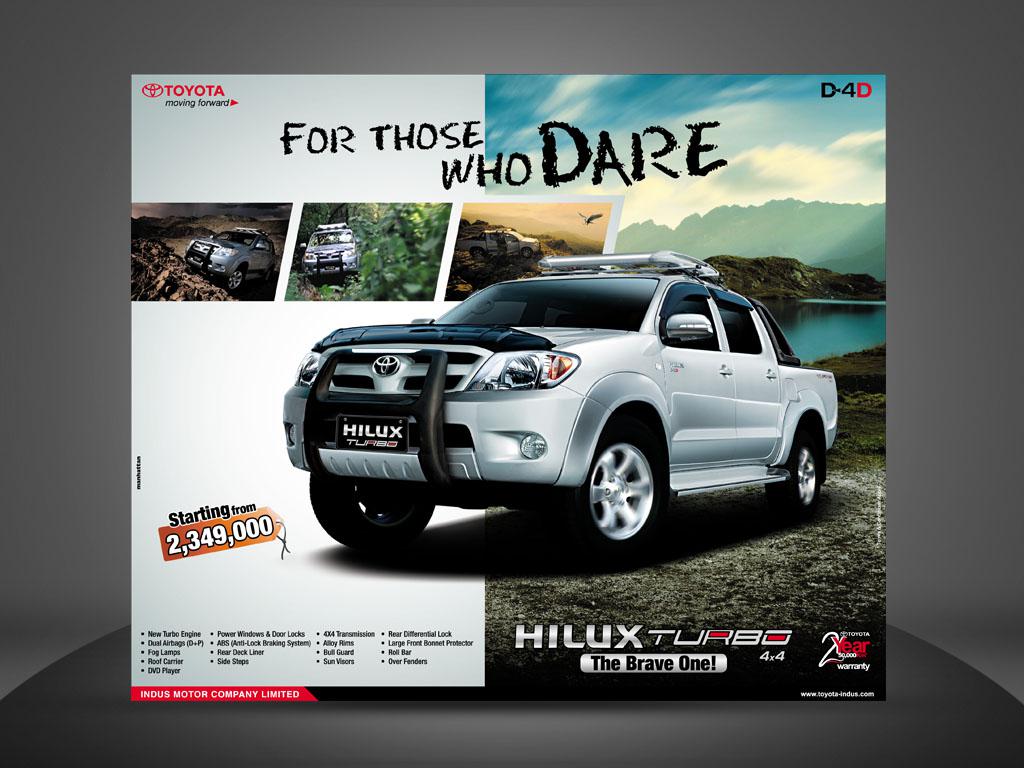 TOYOTA
moving forward
D-4D
FOR THOSE
WHO DARE
HILUX
TURBO
manhattan
Starting from
2,349,000
• New Turbo Engine
• Dual Airbags (D+P)
• Fog Lamps
• Roof Carrier
• DVD Player
• Power Windows & Door Locks
• ABS (Anti-Lock Braking System)
• Rear Deck Liner
• Side Steps
• 4X4 Transmission
• Alloy Rims
• Bull Guard
• Sun Visors
• Rear Differential Lock
• Large Front Bonnet Protector
• Roll Bar
• Over Fenders
HILUX TURBO
4x4
The Brave One!
TOYOTA
2 Year
50,000
warranty
INDUS MOTOR COMPANY LIMITED
www.toyota-indus.com